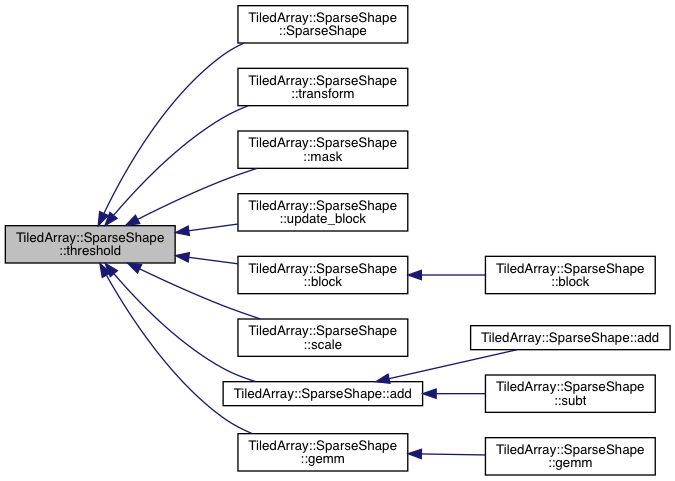 TiledArray::SparseShape
::SparseShape
TiledArray::SparseShape
::transform
TiledArray::SparseShape
::mask
TiledArray::SparseShape
::update_block
TiledArray::SparseShape
::threshold
TiledArray::SparseShape
::block
TiledArray::SparseShape
::block
TiledArray::SparseShape
::scale
TiledArray::SparseShape::add
TiledArray::SparseShape::add
TiledArray::SparseShape
::subt
TiledArray::SparseShape
::gemm
TiledArray::SparseShape
::gemm